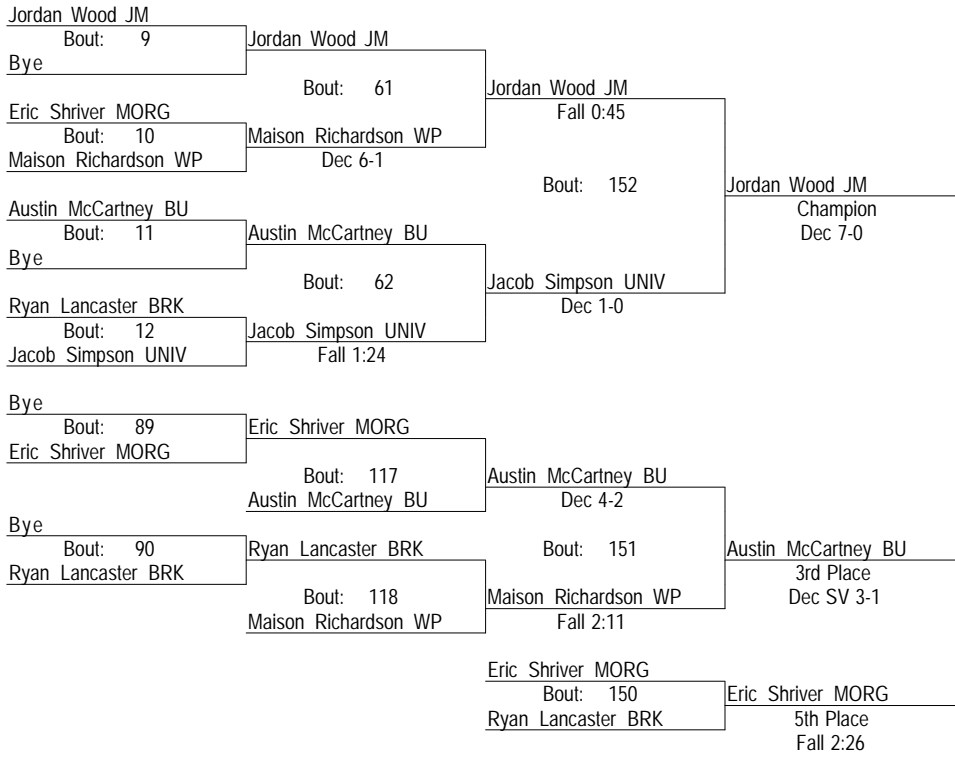 Jordan Wood JM
Bout: 9
Jordan Wood JM
Bye
Bout: 61
Jordan Wood JM
Fall 0:45
Eric Shriver MORG
Bout: 10
Maison Richardson WP
Maison Richardson WP
Dec 6-1
Bout: 152
Jordan Wood JM
Champion
Dec 7-0
Austin McCartney BU
Bout: 11
Austin McCartney BU
Bye
Bout: 62
Jacob Simpson UNIV
Dec 1-0
Ryan Lancaster BRK
Bout: 12
Jacob Simpson UNIV
Jacob Simpson UNIV
Fall 1:24
Bye
Bout: 89
Eric Shriver MORG
Eric Shriver MORG
Bout: 117
Austin McCartney BU
Austin McCartney BU
Dec 4-2
Bye
Bout: 90
Ryan Lancaster BRK
Ryan Lancaster BRK
Bout: 151
Austin McCartney BU
3rd Place
Dec SV 3-1
Bout: 118
Maison Richardson WP
Maison Richardson WP
Fall 2:11
Eric Shriver MORG
Bout: 150
Ryan Lancaster BRK
Eric Shriver MORG
5th Place
Fall 2:26